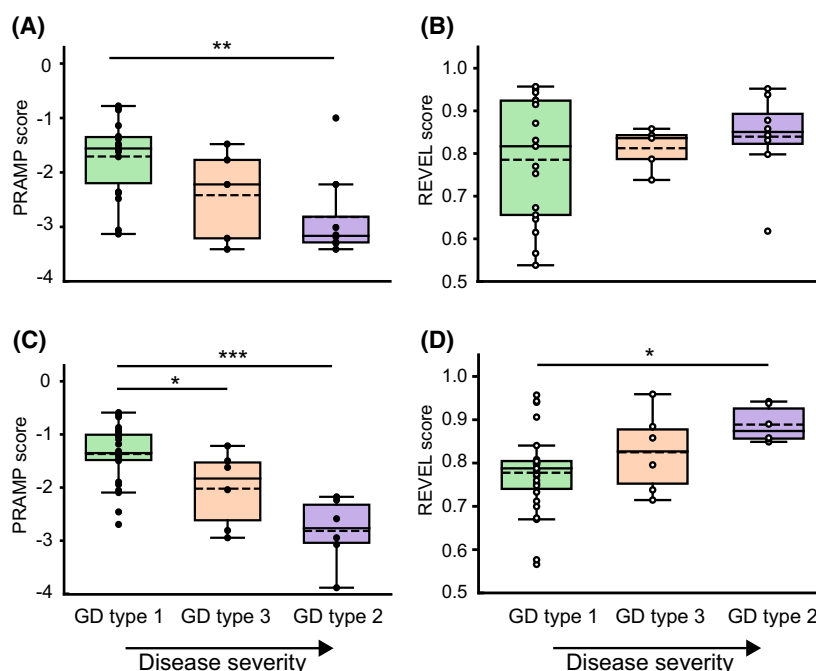 (A)
**
PRAMP score
0
-1
-2
-3
-4
(B)
REVEL score
1.0
0.9
0.8
0.7
0.6
0.5
(C)
***
*
PRAMP score
0
-1
-2
-3
-4
GD type 1 GD type 3 GD type 2
Disease severity
(D)
*
REVEL score
1.0
0.9
0.8
0.7
0.6
0.5
GD type 1 GD type 3 GD type 2
Disease severity